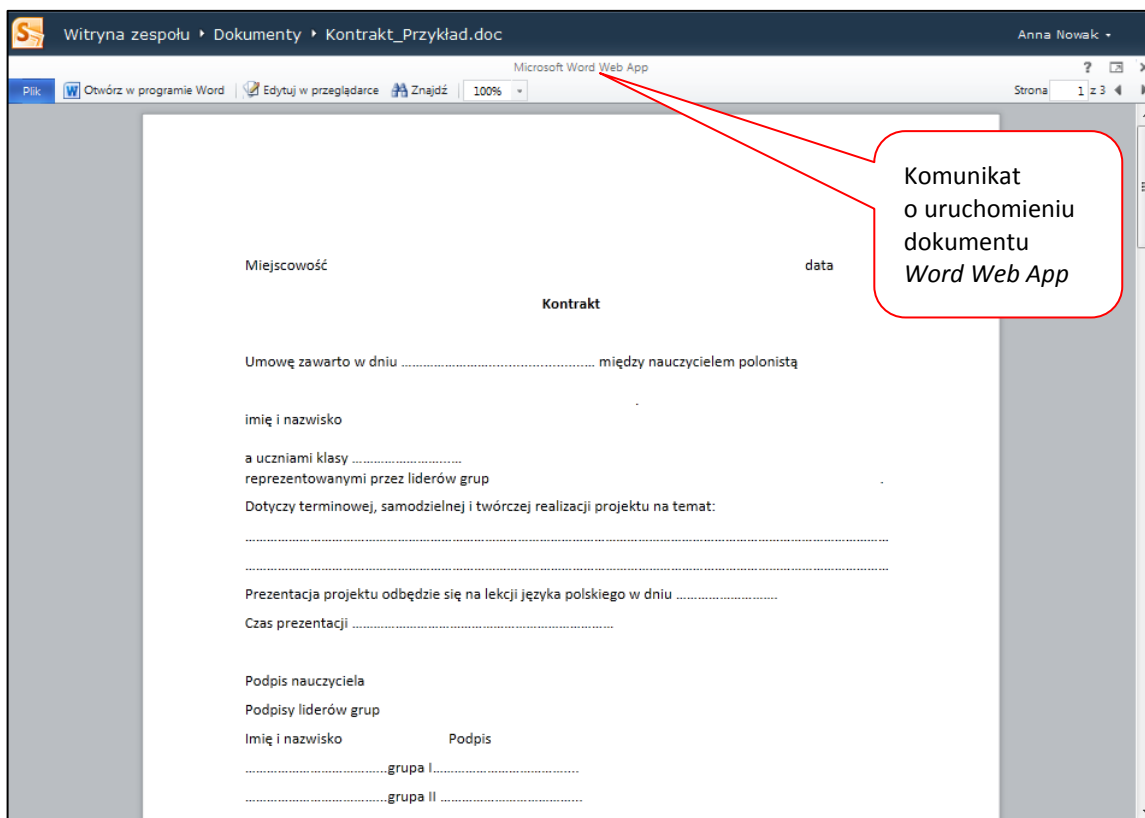 Witryna zespołu ‣ Dokumenty ‣ Kontrakt_Przykład.doc
Anna Nowak
Microsoft Word Web App
Plik Otwórz w programie Word Edytuj w przeglądarce Znajdź 100% Strona 1 z 3
Komunikat
o uruchomieniu
dokumentu
Word Web App
Miejscowość data
Kontrakt
Umowę zawarto w dniu ………………………………………… między nauczycielem polonistą
.
imię i nazwisko
a uczniami klasy ………………………
reprezentowanymi przez liderów grup .
Dotyczy terminowej, samodzielnej i twórczej realizacji projektu na temat:
………………………………………………………………………………………………………………………………………………
………………………………………………………………………………………………………………………………………………
Prezentacja projektu odbędzie się na lekcji języka polskiego w dniu ……………………….
Czas prezentacji ………………………………………………………………
Podpis nauczyciela
Podpisy liderów grup
Imię i nazwisko Podpis
…………………………………grupa I…………………………………
…………………………………grupa II …………………………………